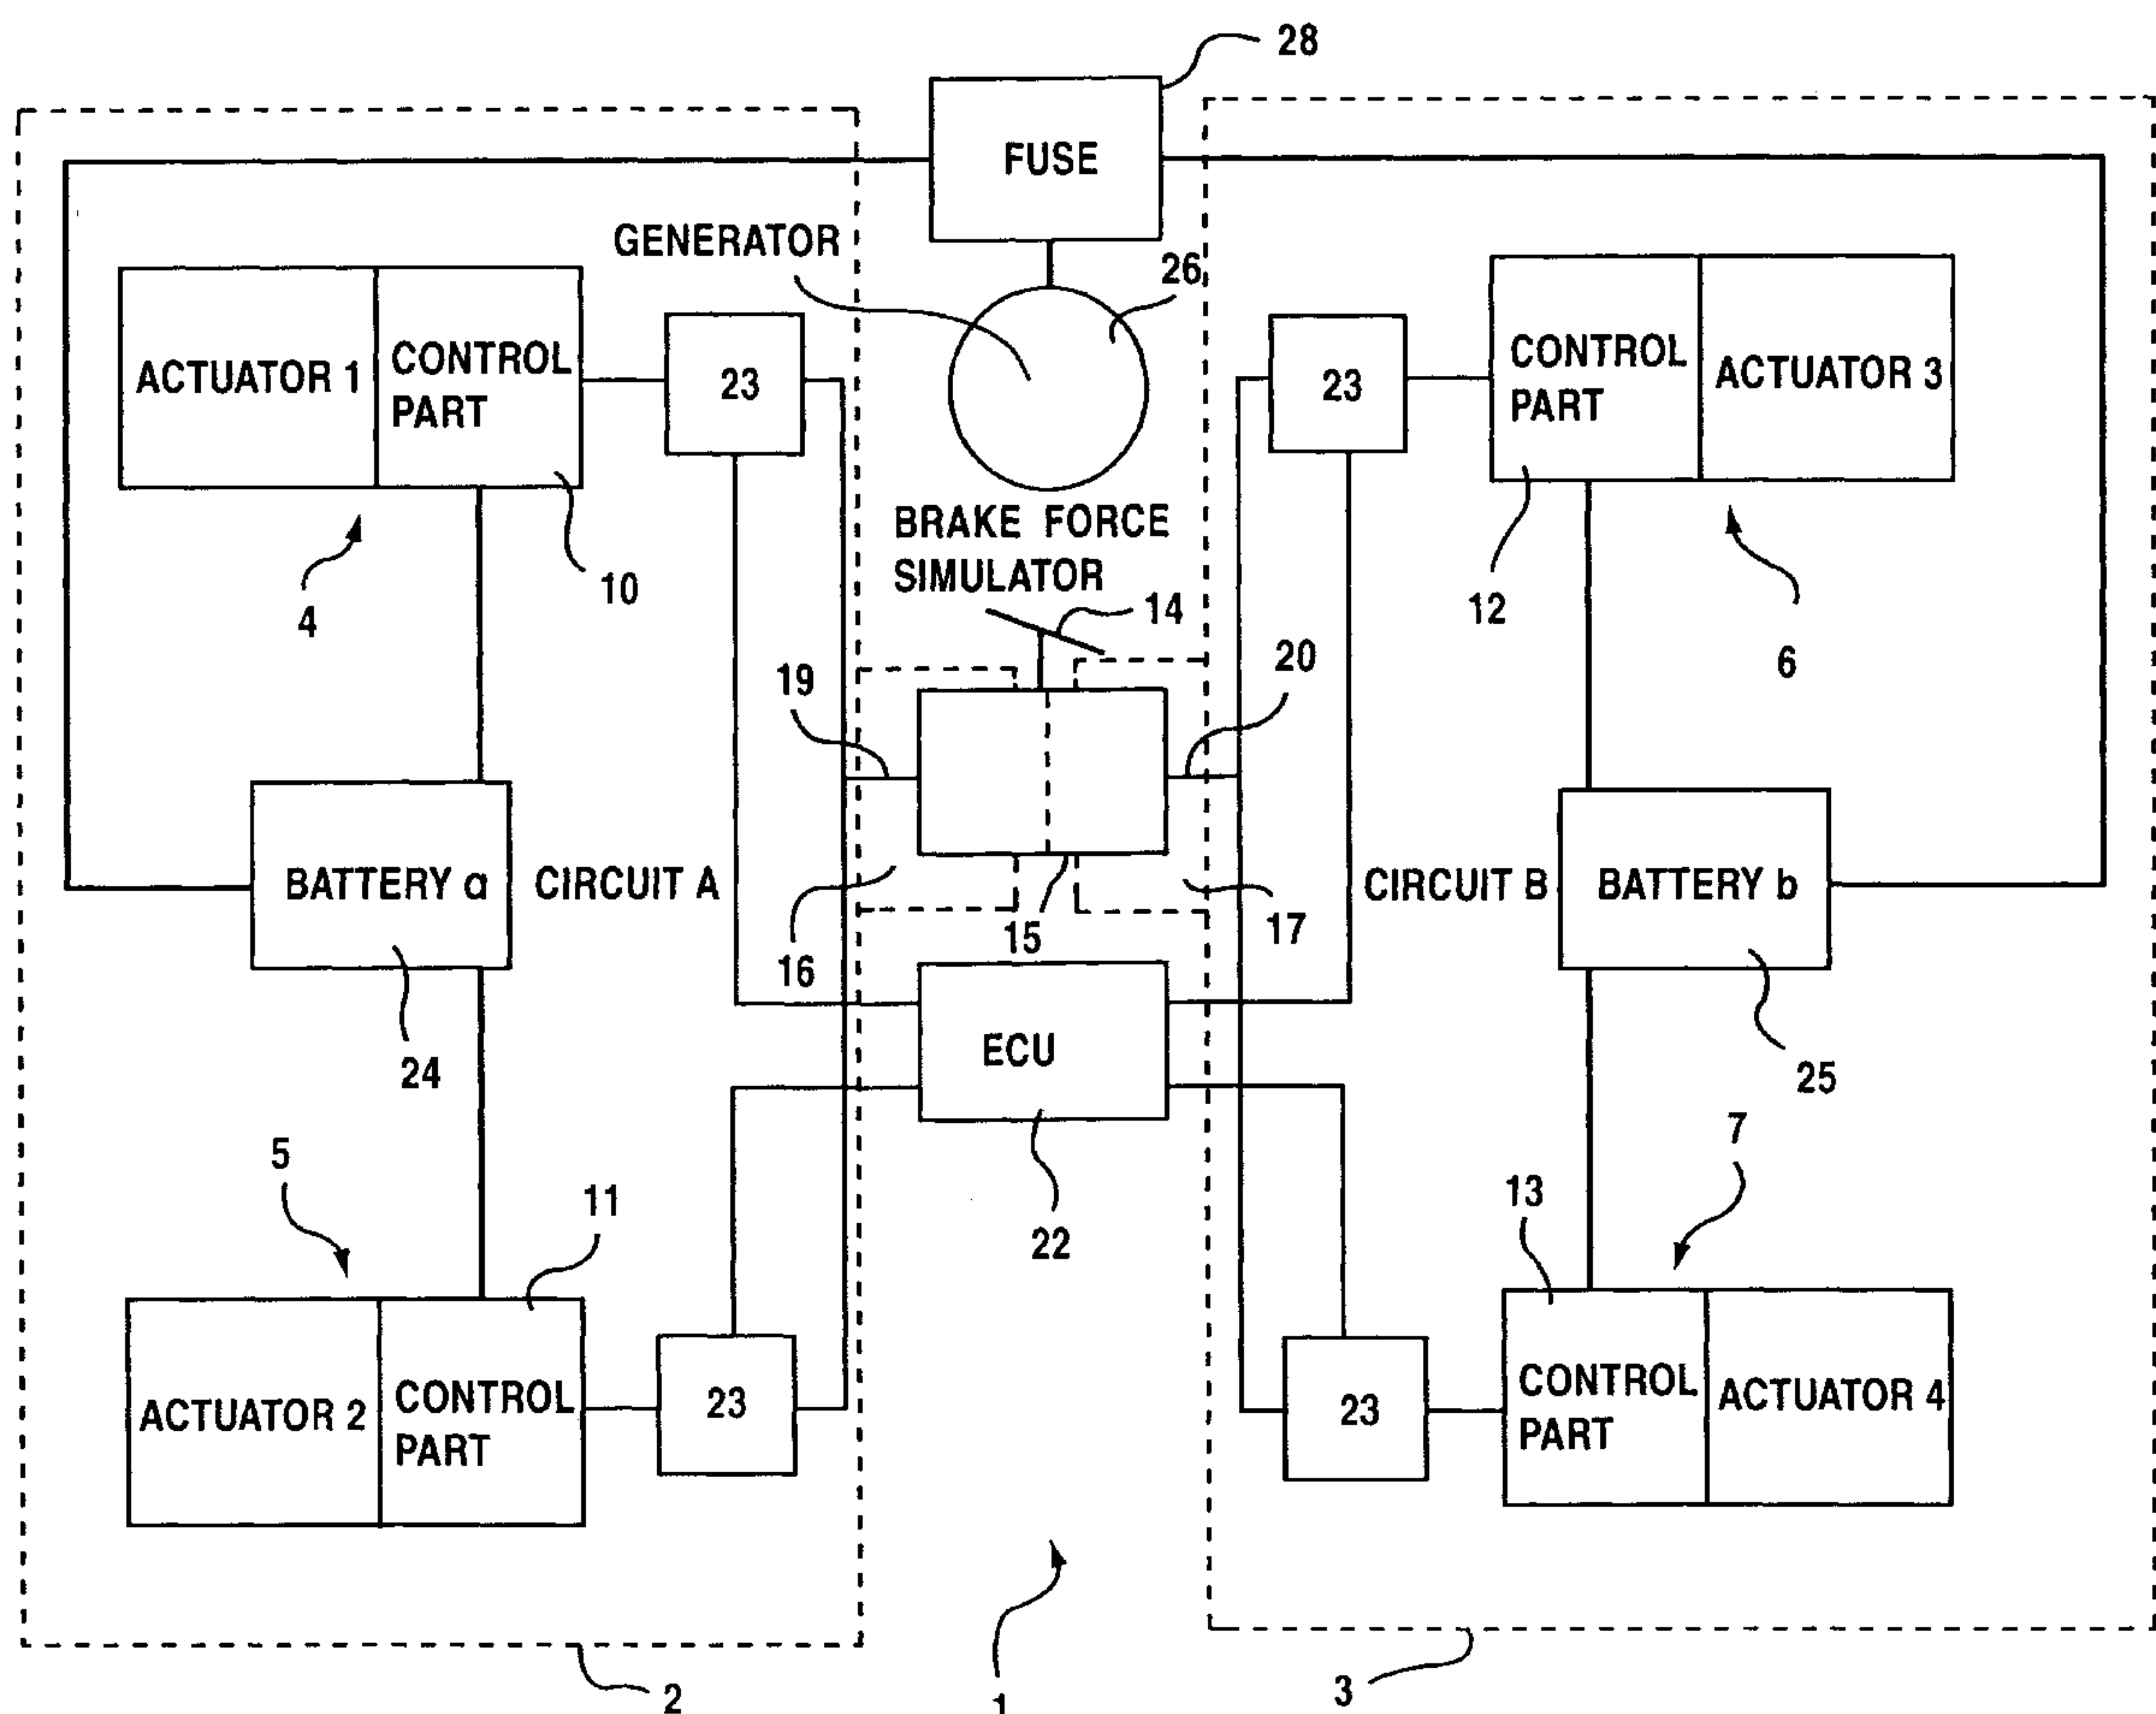 28
FUSE
GENERATOR
26
ACTUATOR 1
CONTROL
PART
23
23
CONTROL
PART
ACTUATOR 3
BRAKE FORCE
SIMULATOR
4
10
14
12
6
19
20
BATTERY a
CIRCUIT A
CIRCUIT B
BATTERY b
16
15
17
24
ECU
25
5
11
22
13
7
ACTUATOR 2
CONTROL
PART
23
23
CONTROL
PART
ACTUATOR 4
2
1
3